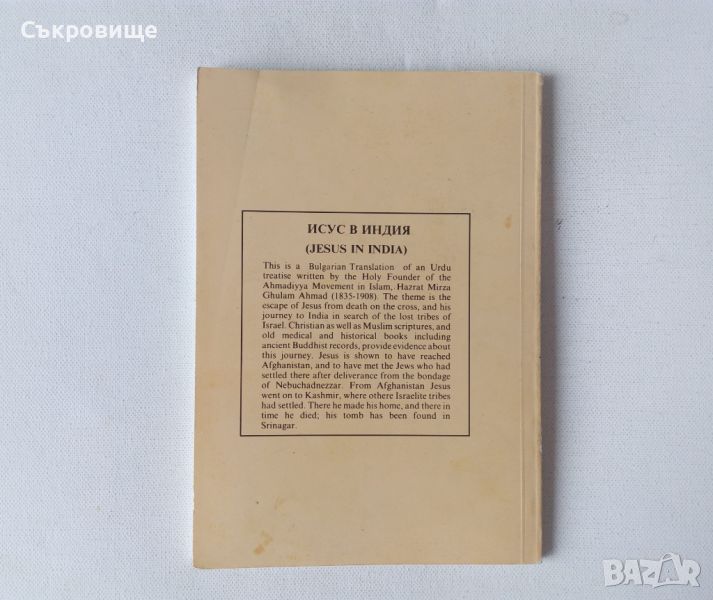 Съкровище
ИСУС В ИНДИЯ
(JESUS IN INDIA)
This is a Bulgarian Translation of an Urdu
treatise written by the Holy Founder of the
Ahmadiyya Movement in Islam, Hazrat Mirza
Ghulam Ahmad (1835-1908). The theme is the
escape of Jesus from death on the cross, and his
journey to India in search of the lost tribes of
Israel. Christian as well as Muslim scriptures, and
old medical and historical books including
ancient Buddhist records, provide evidence about
this journey. Jesus is shown to have reached
Afghanistan, and to have met the Jews who had
settled there after deliverance from the bondage
of Nebuchadnezzar. From Afghanistan Jesus
went on to Kashmir, where othere Israelite tribes
had settled. There he made his home, and there in
time he died; his tomb has been found in
Srinagar.
BAZAR